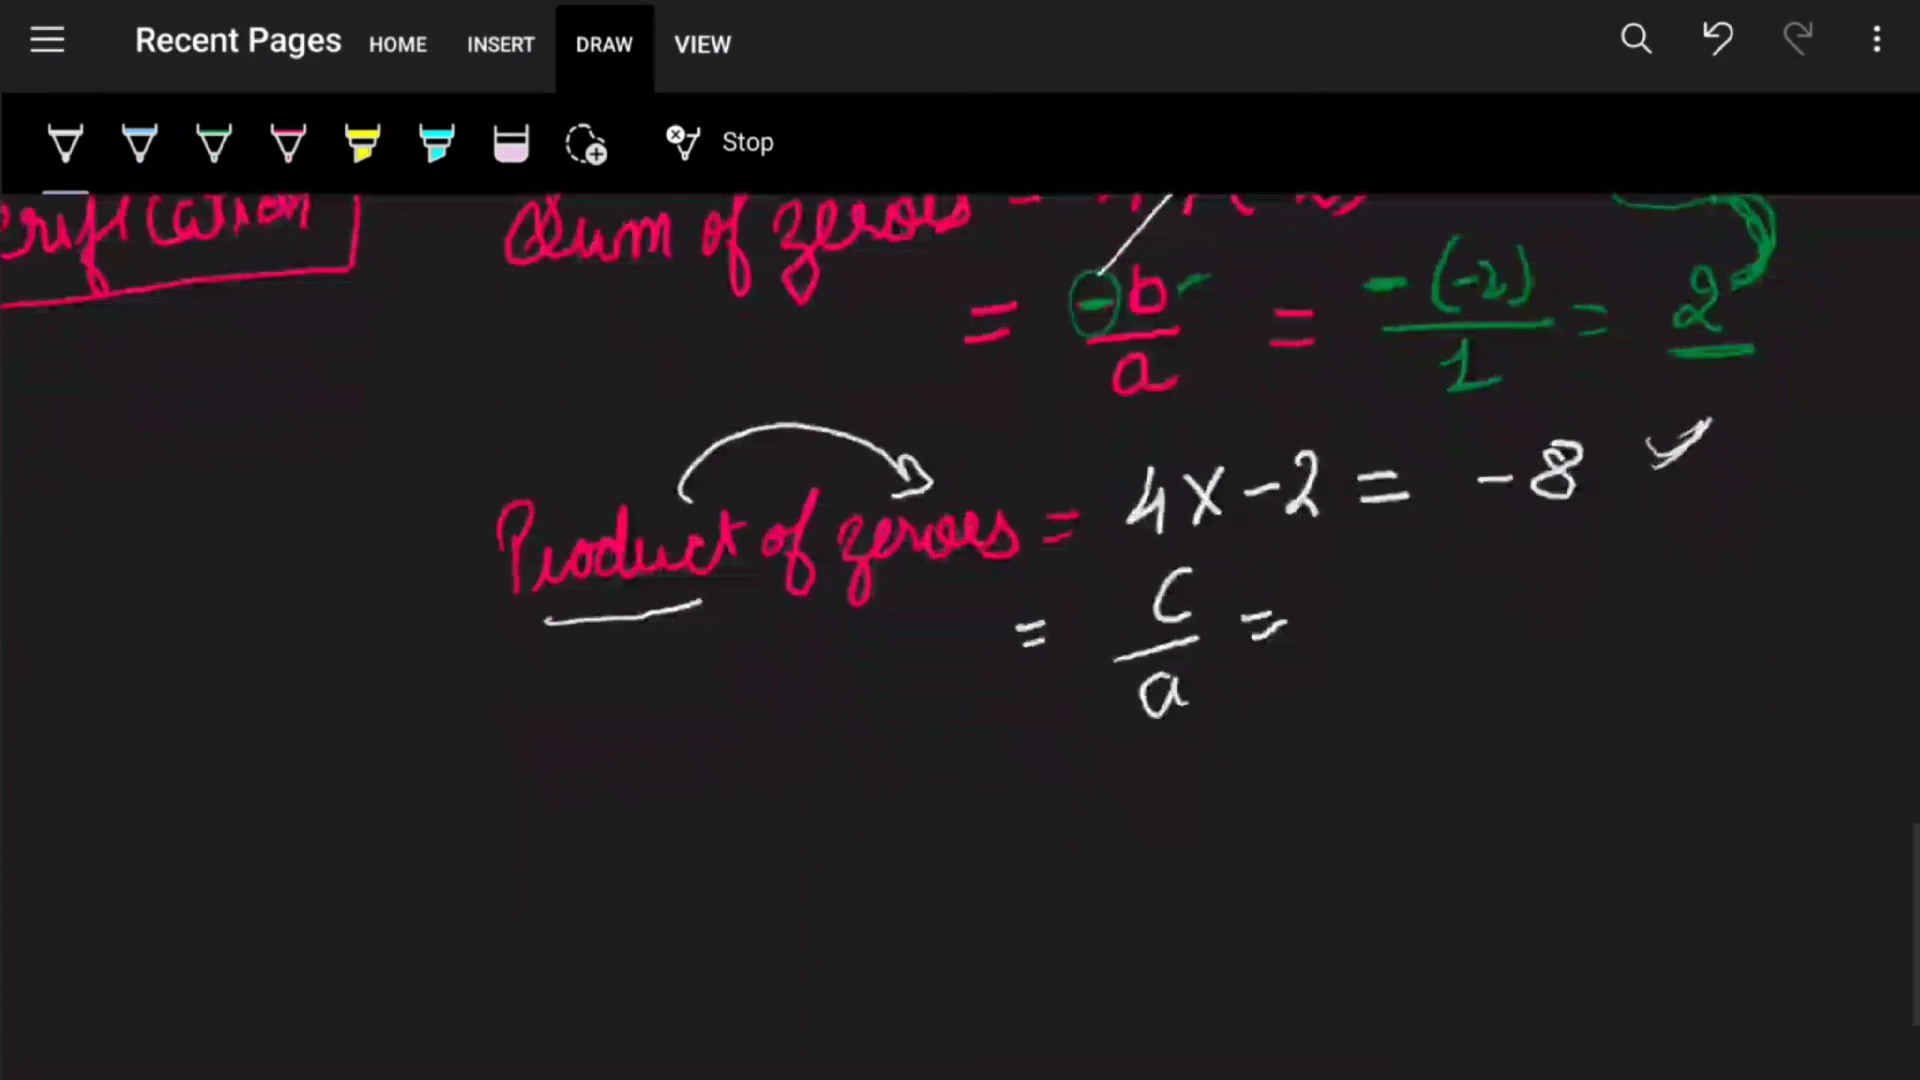 Recent Pages HOME INSERT DRAW VIEW
Stop
erification Sum of zeroes =
= -b/a = -(-2)/1 = 2
Product of zeroes = 4x-2 = -8
= c/a =